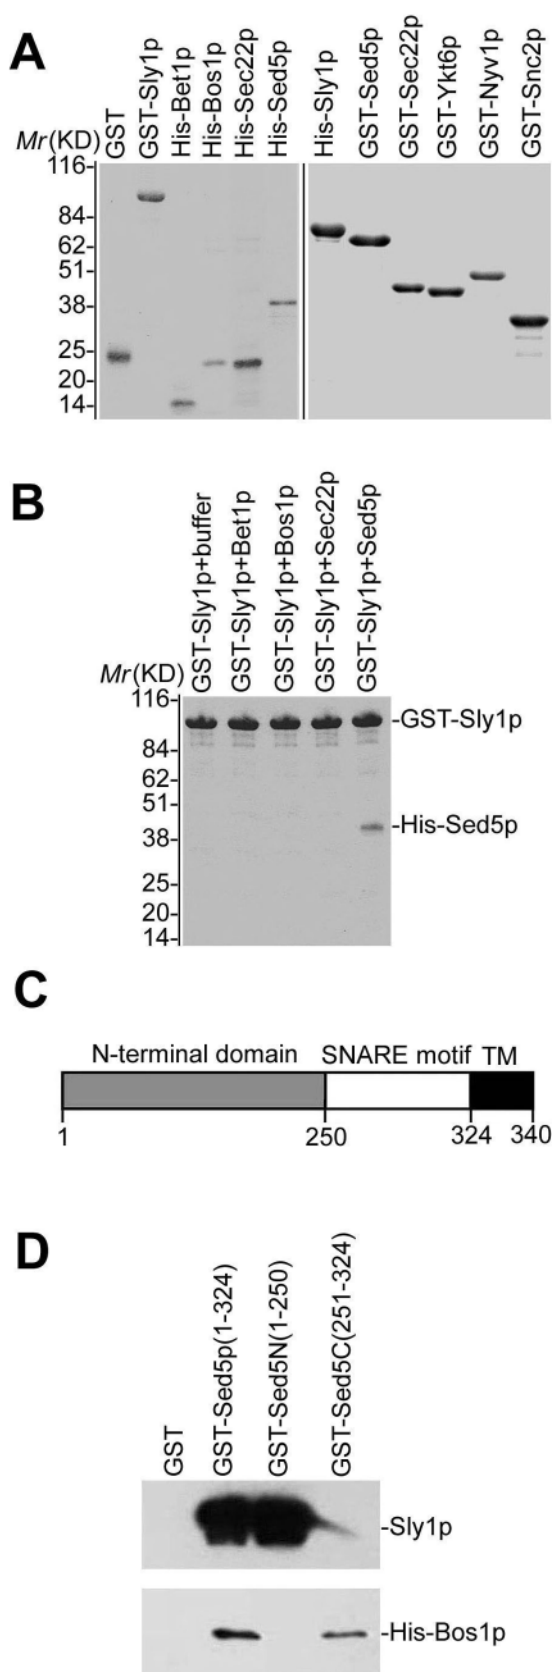 A
GST
GST-Sly1p
His-Bet1p
His-Bos1p
His-Sec22p
His-Sed5p
His-Sly1p
GST-Sed5p
GST-Sec22p
GST-Ykt6p
GST-Nyv1p
GST-Snc2p
Mr(KD)
116-
84-
62-
51-
38-
25-
20-
14-
B
GST-Sly1p+buffer
GST-Sly1p+Bet1p
GST-Sly1p+Bos1p
GST-Sly1p+Sec22p
GST-Sly1p+Sed5p
Mr(KD)
116-
84-
62-
51-
38-
25-
20-
14-
-GST-Sly1p
-His-Sed5p
C
N-terminal domain SNARE motif TM
1 250 324 340
D
GST
GST-Sed5p(1-324)
GST-Sed5N(1-250)
GST-Sed5C(251-324)
-Sly1p
-His-Bos1p